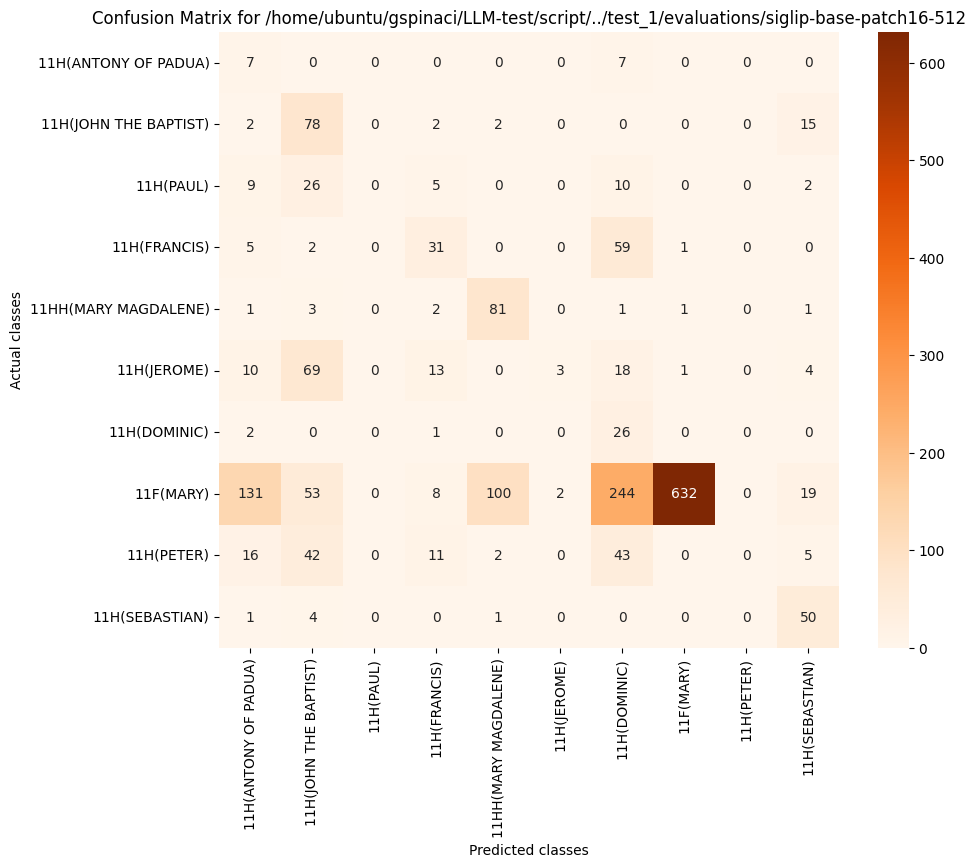 Confusion Matrix for /home/ubuntu/gspinaci/LLM-test/script/../test_1/evaluations/siglip-base-patch16-512
Actual classes
11H(ANTONY OF PADUA) 7 0 0 0 0 0 7 0 0 0
11H(JOHN THE BAPTIST) 2 78 0 2 2 0 0 0 0 15
11H(PAUL) 9 26 0 5 0 0 10 0 0 2
11H(FRANCIS) 5 2 0 31 0 0 59 1 0 0
11HH(MARY MAGDALENE) 1 3 0 2 81 0 1 1 0 1
11H(JEROME) 10 69 0 13 0 3 18 1 0 4
11H(DOMINIC) 2 0 0 1 0 0 26 0 0 0
11F(MARY) 131 53 0 8 100 2 244 632 0 19
11H(PETER) 16 42 0 11 2 0 43 0 0 5
11H(SEBASTIAN) 1 4 0 0 1 0 0 0 0 50
11H(ANTONY OF PADUA)
11H(JOHN THE BAPTIST)
11H(PAUL)
11H(FRANCIS)
11HH(MARY MAGDALENE)
11H(JEROME)
11H(DOMINIC)
11F(MARY)
11H(PETER)
11H(SEBASTIAN)
Predicted classes
600
500
400
300
200
100
0